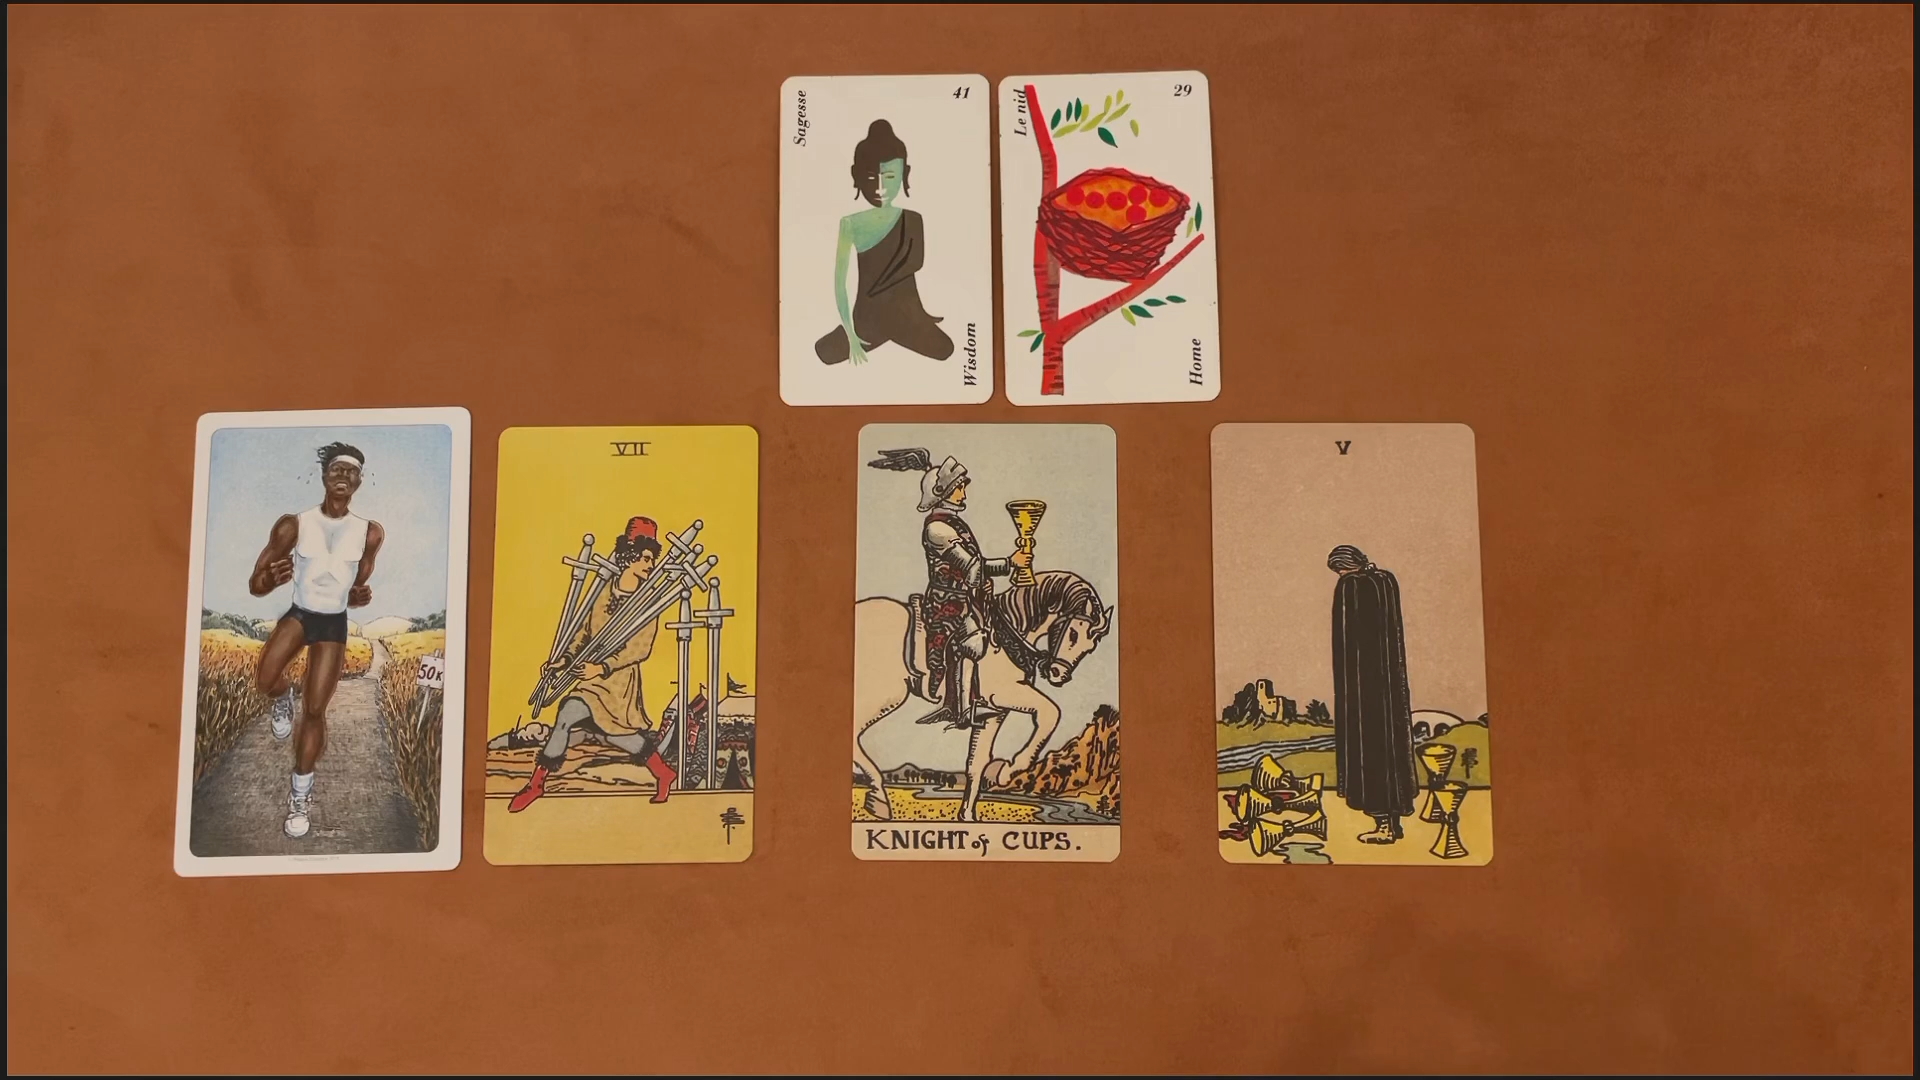 Sagesse
41
Wisdom
Le nid
29
Home
50K
VII
KNIGHT of CUPS.
V